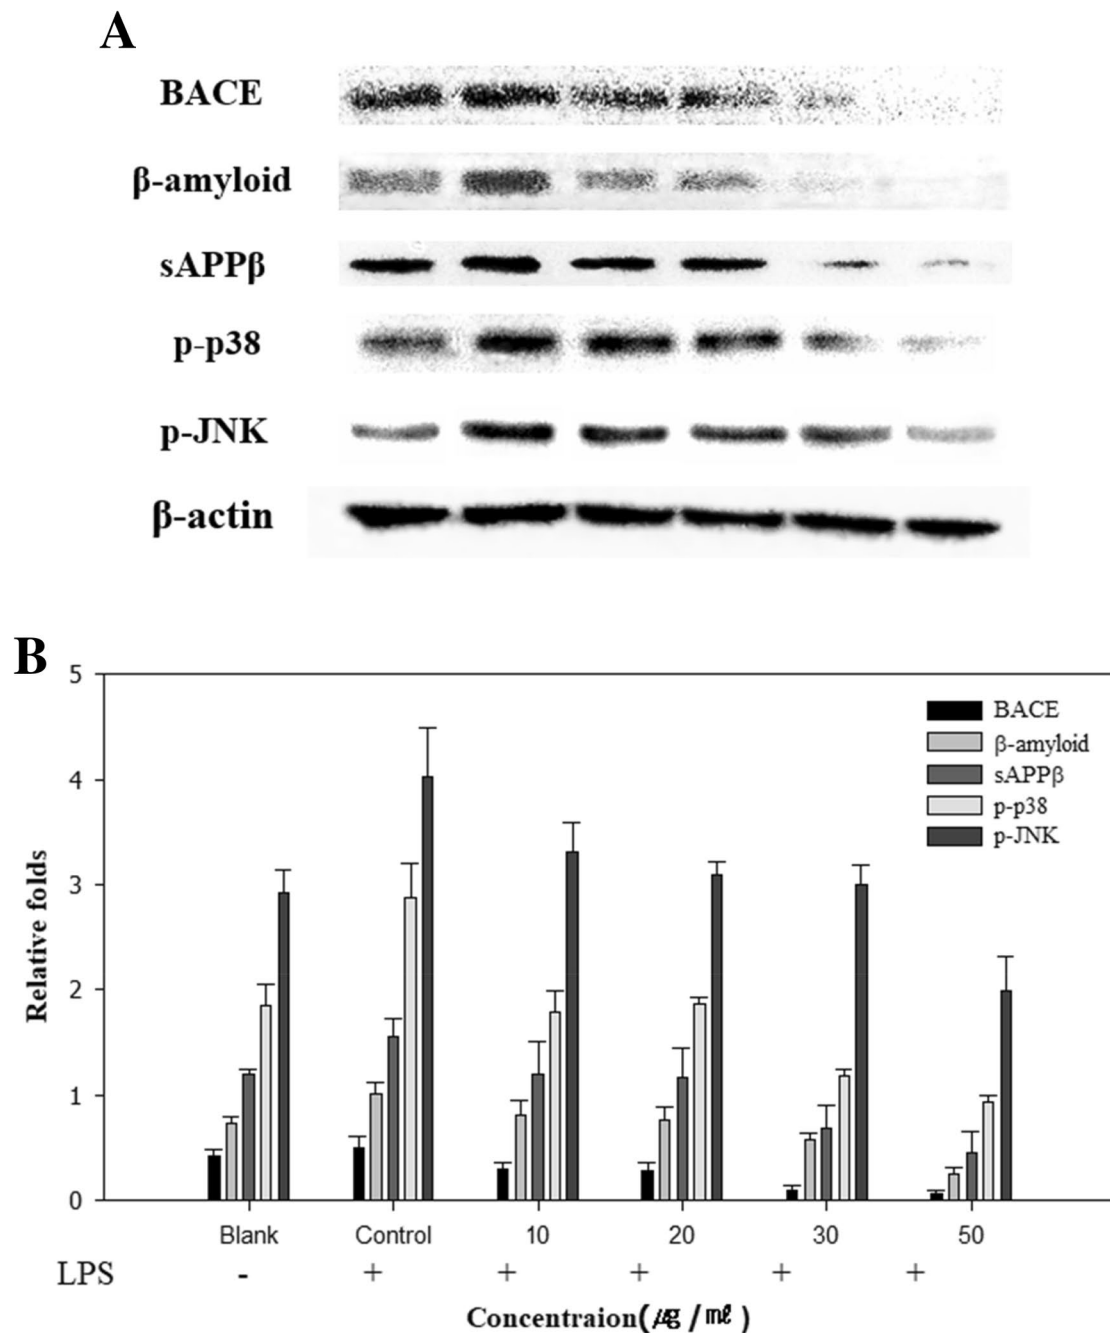 A
BACE
β-amyloid
sAPPβ
p-p38
p-JNK
β-actin
B
5
4
3
2
1
0
Relative folds
BACE
β-amyloid
sAPPβ
p-p38
p-JNK
Blank Control 10 20 30 50
LPS - + + + + +
Concentraion(㎍ / ㎖)